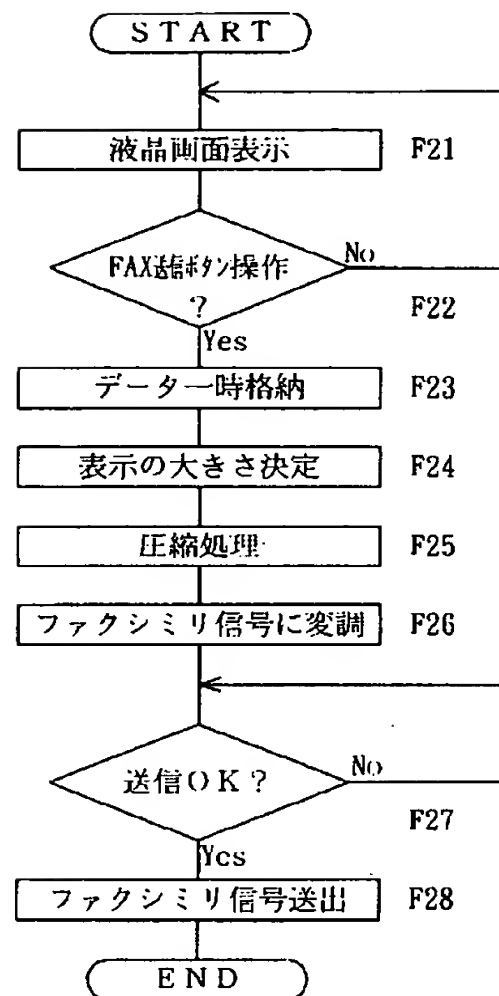 START
液晶画面表示 F21
FAX送信ボタン操作
?
No
F22
Yes
データ一時格納 F23
表示の大きさ決定 F24
圧縮処理 F25
ファクシミリ信号に変調 F26
送信OK?
No
F27
Yes
ファクシミリ信号送出 F28
END